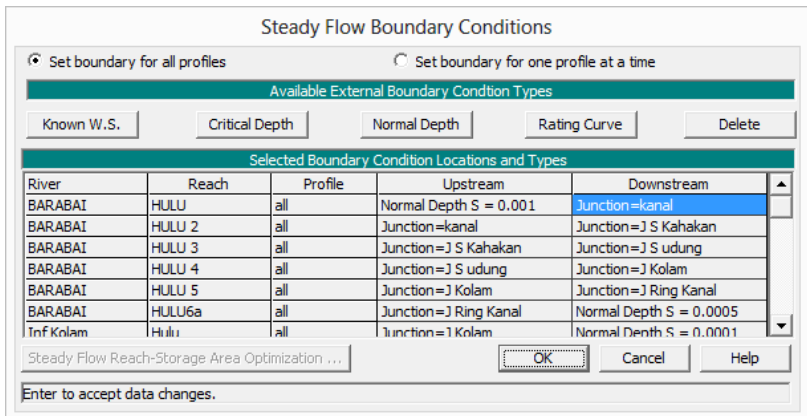 Steady Flow Boundary Conditions
Set boundary for all profiles Set boundary for one profile at a time
Available External Boundary Condtion Types
Known W.S. Critical Depth Normal Depth Rating Curve Delete
Selected Boundary Condition Locations and Types
River Reach Profile Upstream Downstream
BARABAI HULU all Normal Depth S = 0.001 Junction=kanal
BARABAI HULU 2 all Junction=kanal Junction=J S Kahakan
BARABAI HULU 3 all Junction=J S Kahakan Junction=J S udung
BARABAI HULU 4 all Junction=J S udung Junction=J Kolam
BARABAI HULU 5 all Junction=J Kolam Junction=J Ring Kanal
BARABAI HULU6a all Junction=J Ring Kanal Normal Depth S = 0.0005
Inf Kolam Hulu all Junction=J Kolam Normal Depth S = 0.0001
Steady Flow Reach-Storage Area Optimization ... OK Cancel Help
Enter to accept data changes.